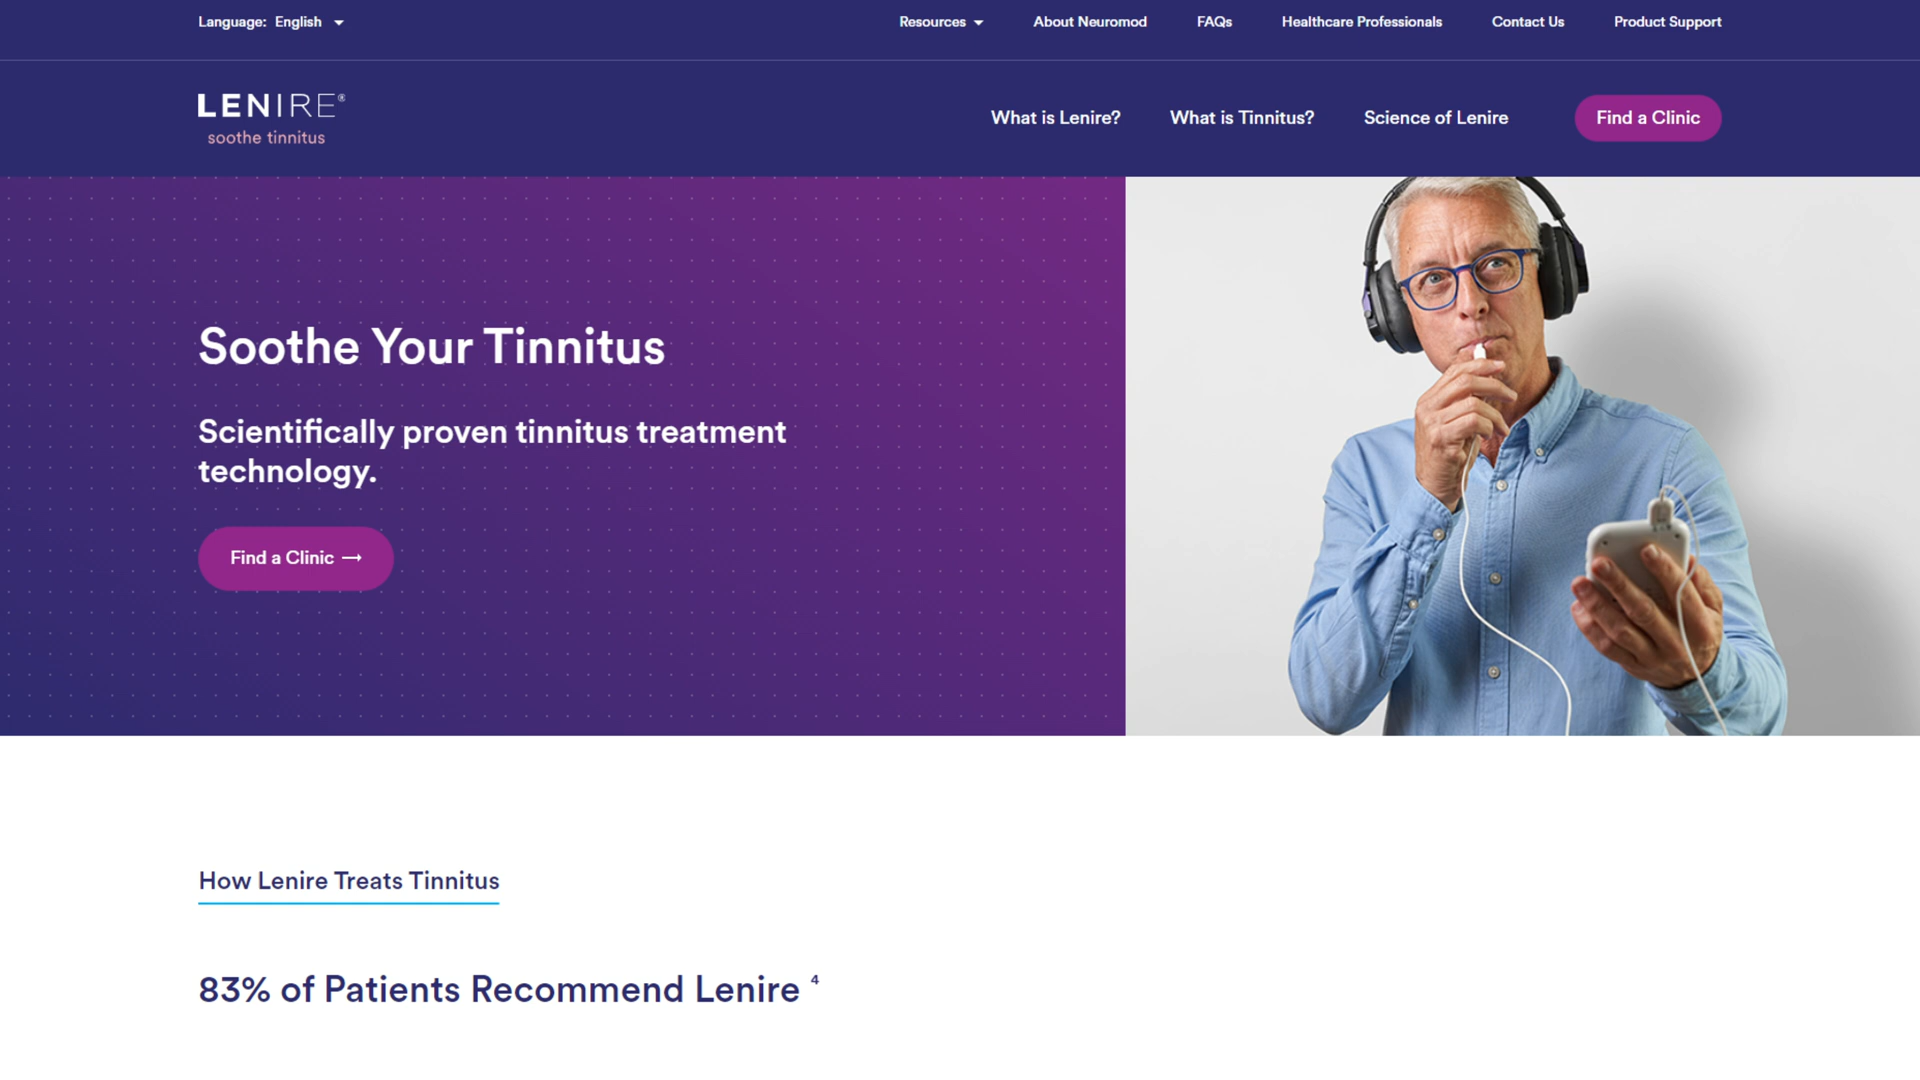 Language: English
Resources
About Neuromod
FAQs
Healthcare Professionals
Contact Us
Product Support
LENIRE®
soothe tinnitus
What is Lenire?
What is Tinnitus?
Science of Lenire
Find a Clinic
Soothe Your Tinnitus
Scientifically proven tinnitus treatment
technology.
Find a Clinic →
How Lenire Treats Tinnitus
83% of Patients Recommend Lenire 4